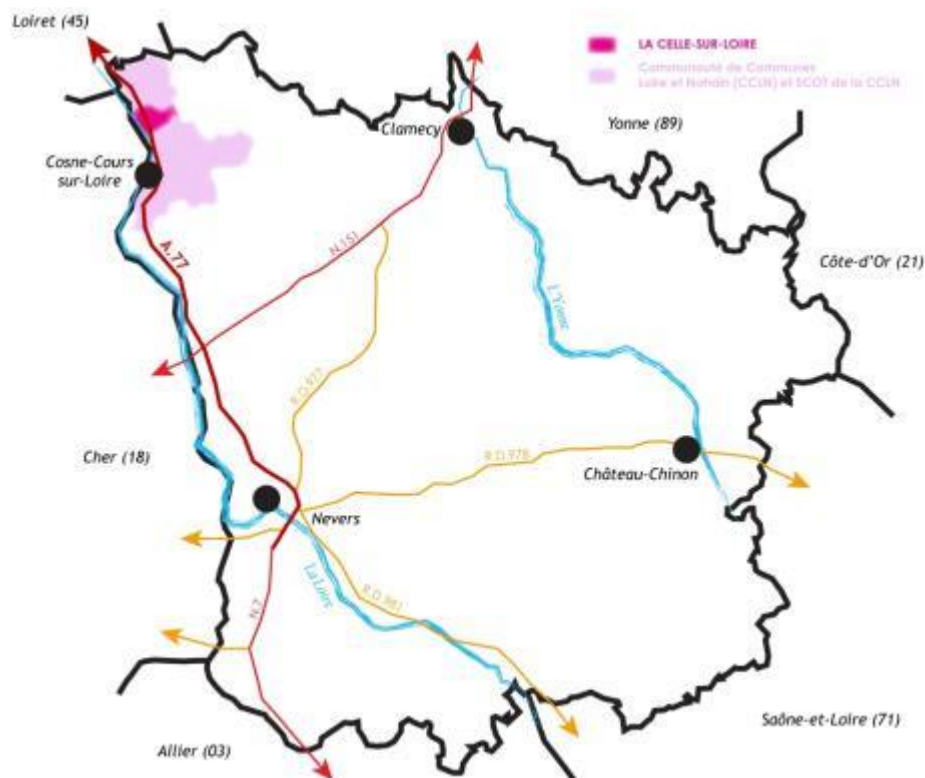 Loiret (45)
LA CELLE-SUR-LOIRE
Communauté de Communes
Loire et Nohain (CCLN) et SCOT de la CCLN
Clamecy
Yonne (89)
Cosne-Cours
sur-Loire
A.77
N.151
Côte-d'Or (21)
L'Yonne
R.D.977
Cher (18)
R.D.978
Château-Chinon
Nevers
La Loire
R.D.981
N.7
Saône-et-Loire (71)
Allier (03)